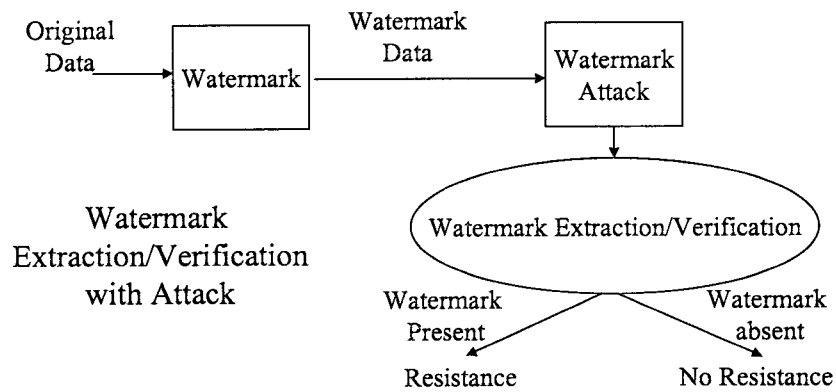 Original
Data
Watermark
Watermark
Data
Watermark
Attack
Watermark Extraction/Verification
Watermark
Extraction/Verification
with Attack
Watermark
Present
Watermark
absent
Resistance
No Resistance